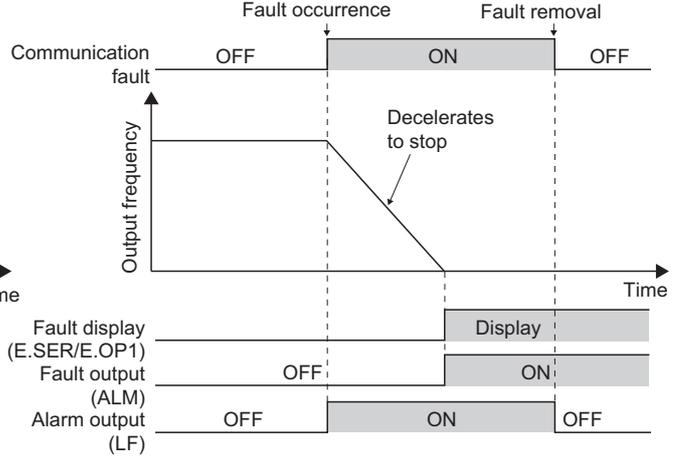 Fault occurrence
Fault removal
Communication
fault
OFF
ON
OFF
Output frequency
Decelerates
to stop
Time
me
Fault display
(E.SER/E.OP1)
Display
Fault output
(ALM)
OFF
ON
Alarm output
(LF)
OFF
ON
OFF